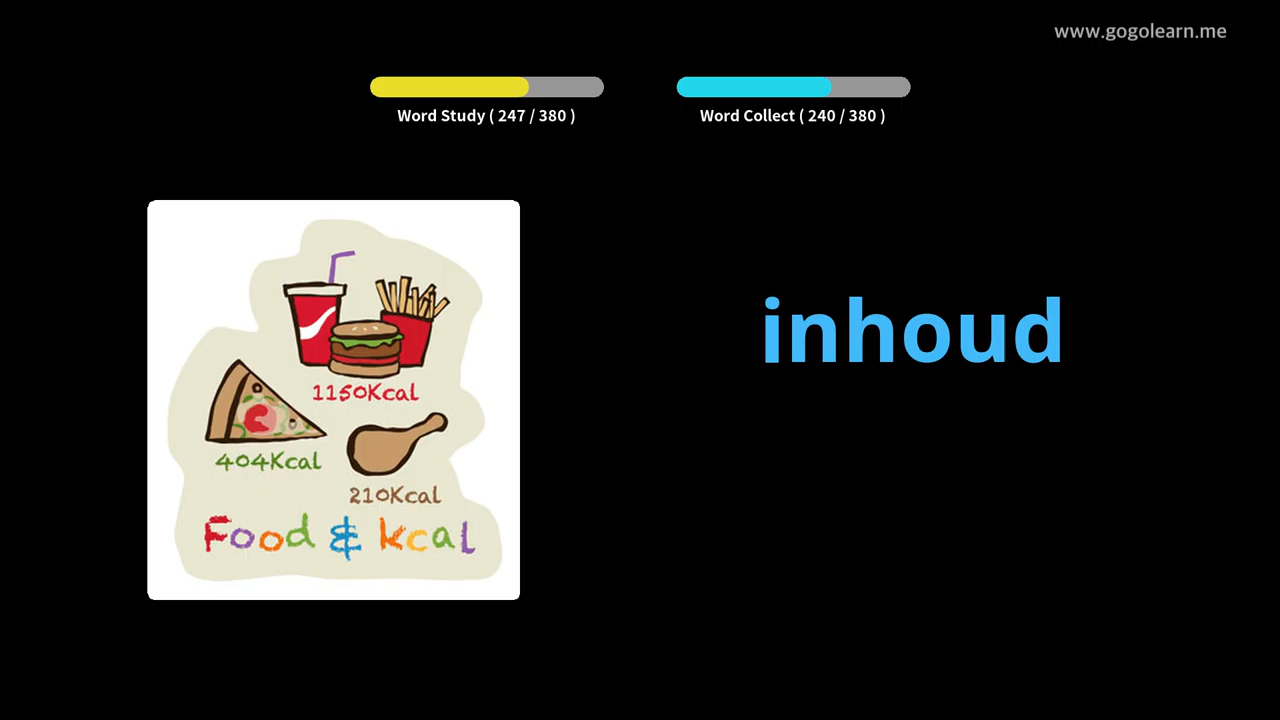 www.gogolearn.me
Word Study ( 247 / 380 )
Word Collect ( 240 / 380 )
inhoud
1150Kcal
404Kcal
210Kcal
Food & kcal